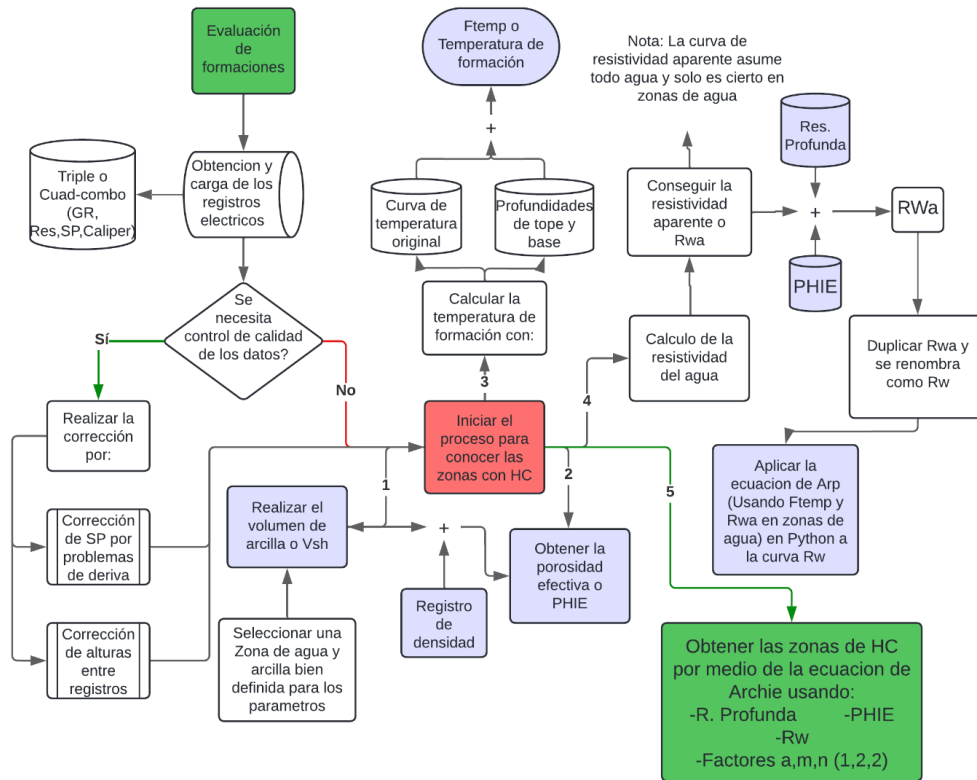 Evaluación
de
formaciones
Obtencion y
carga de los
registros
electricos
Triple o
Cuad-combo
(GR,
Res,SP,Caliper)
Se
necesita
control de calidad
de los datos?
Sí
No
Realizar la
corrección
por:
Corrección
de SP por
problemas
de deriva
Corrección
de alturas
entre
registros
Ftemp o
Temperatura de
formación
+
Curva de
temperatura
original
Profundidades
de tope y
base
Calcular la
temperatura de
formación con:
3
Iniciar el
proceso para
conocer las
zonas con HC
1
Realizar el
volumen de
arcilla o Vsh
Seleccionar una
Zona de agua y
arcilla bien
definida para los
parametros
+
Registro
de
densidad
2
Obtener la
porosidad
efectiva o
PHIE
4
Calculo de la
resistividad
del agua
Conseguir la
resistividad
aparente o
Rwa
Nota: La curva de
resistividad aparente asume
todo agua y solo es cierto en
zonas de agua
Res.
Profunda
+
PHIE
RWa
Duplicar Rwa y
se renombra
como Rw
Aplicar la
ecuacion de Arp
(Usando Ftemp y
Rwa en zonas de
agua) en Python a
la curva Rw
5
Obtener las zonas de HC
por medio de la ecuacion de
Archie usando:
-R. Profunda -PHIE
-Rw
-Factores a,m,n (1,2,2)